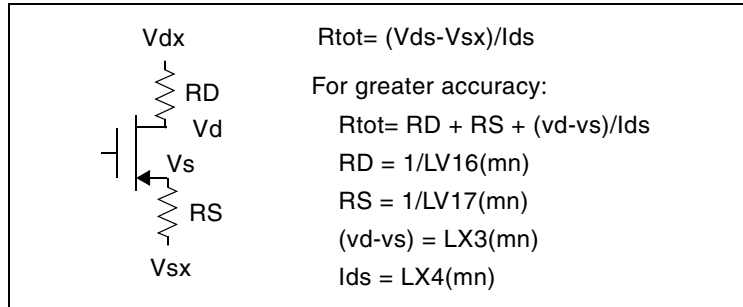 Vdx
RD
Vd
Vs
RS
Vsx
Rtot= (Vds-Vsx)/Ids
For greater accuracy:
Rtot= RD + RS + (vd-vs)/Ids
RD = 1/LV16(mn)
RS = 1/LV17(mn)
(vd-vs) = LX3(mn)
Ids = LX4(mn)